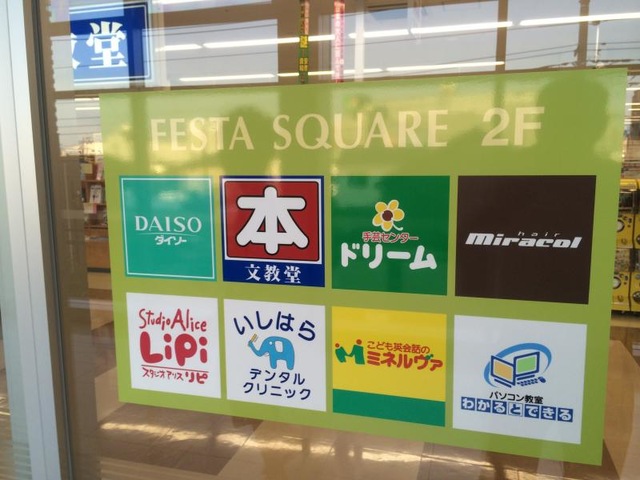 教堂
FESTA SQUARE 2F
DAISO
ダイソー
本
文教堂
手芸センター
ドリーム
hair
Miracol
Studio Alice
LiPi
スタジオアリス リピ
いしはら
デンタル
クリニック
こども英会話の
ミネルヴァ
パソコン教室
わかるとできる